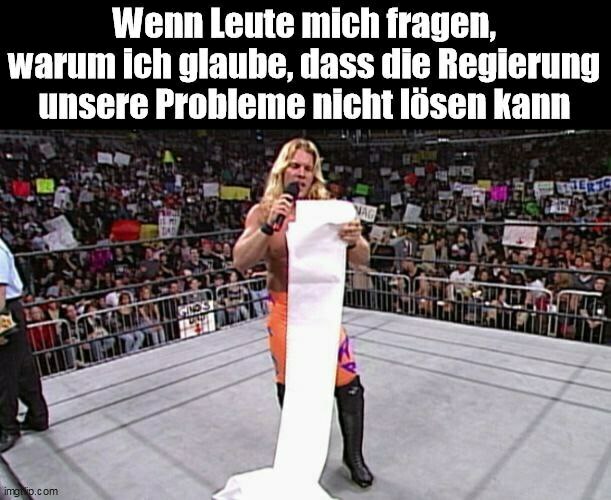 Wenn Leute mich fragen,
warum ich glaube, dass die Regierung
unsere Probleme nicht lösen kann
imgflip.com